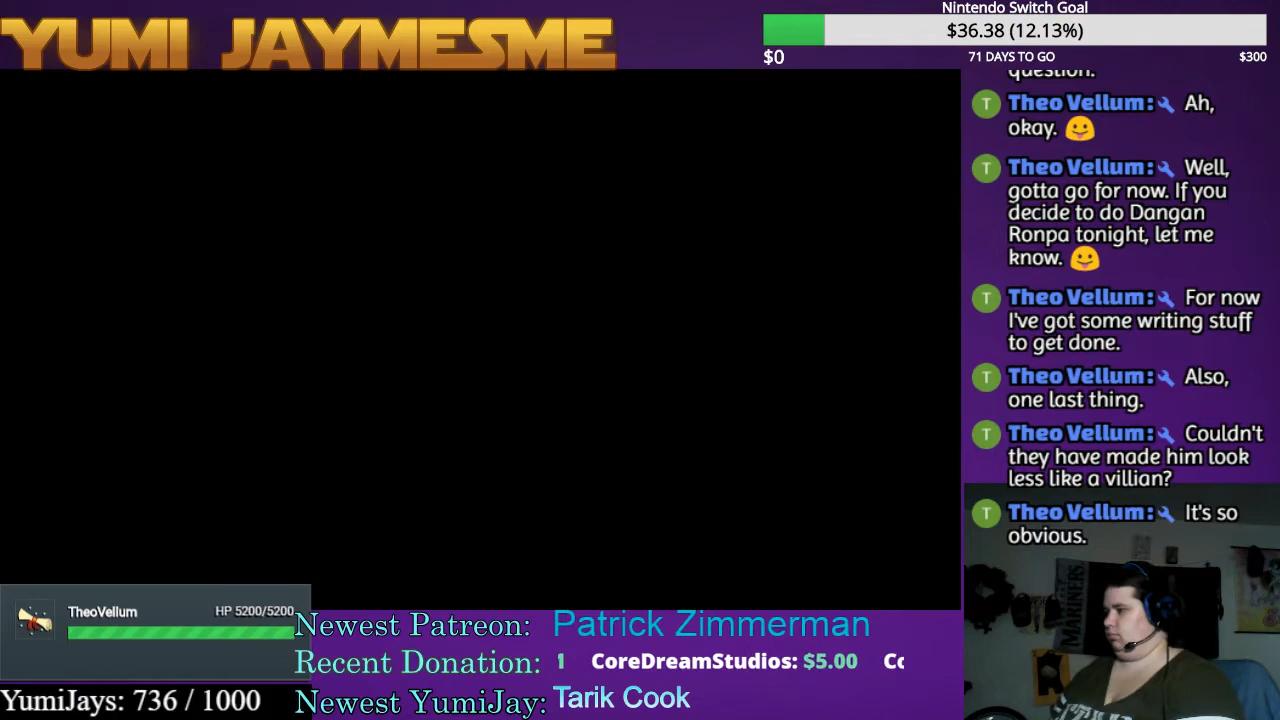 YUMI JAYMESME
Nintendo Switch Goal
$36.38 (12.13%)
$0
71 DAYS TO GO
$300
question.
T Theo Vellum: Ah,
okay.
T Theo Vellum: Well,
gotta go for now. If you
decide to do Dangan
Ronpa tonight, let me
know.
T Theo Vellum: For now
I've got some writing stuff
to get done.
T Theo Vellum: Also,
one last thing.
T Theo Vellum: Couldn't
they have made him look
less like a villian?
T Theo Vellum: It's so
obvious.
MARINERS
TheoVellum
HP 5200/5200
Newest Patreon: Patrick Zimmerman
Recent Donation: 1 CoreDreamStudios: $5.00 Co
YumiJays: 736 / 1000
Newest YumiJay: Tarik Cook